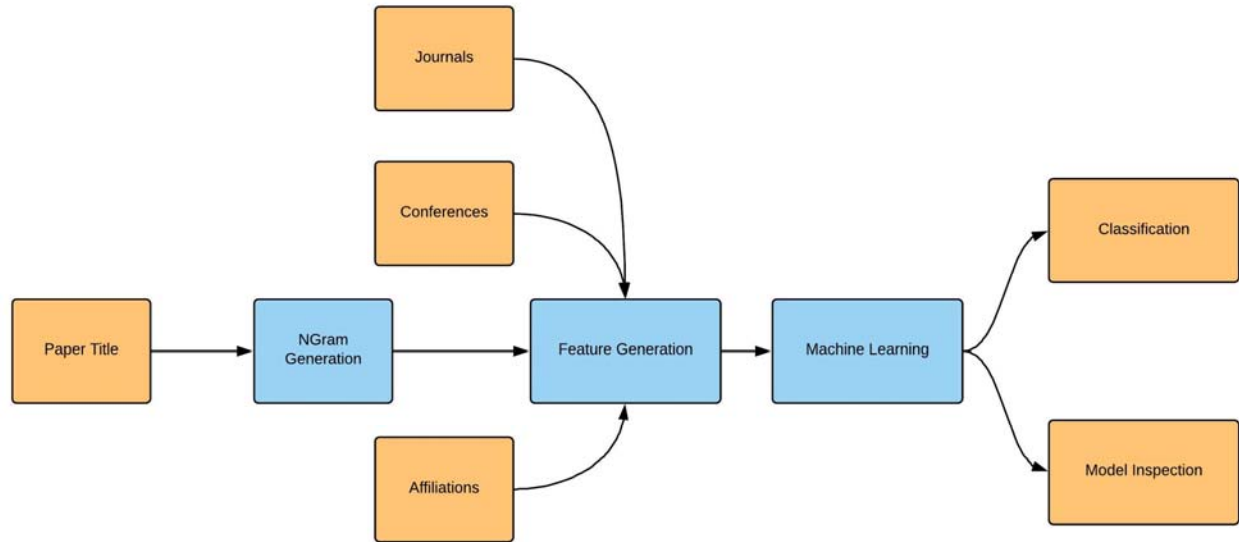 Journals
Conferences
Paper Title
NGram
Generation
Feature Generation
Machine Learning
Affiliations
Classification
Model Inspection